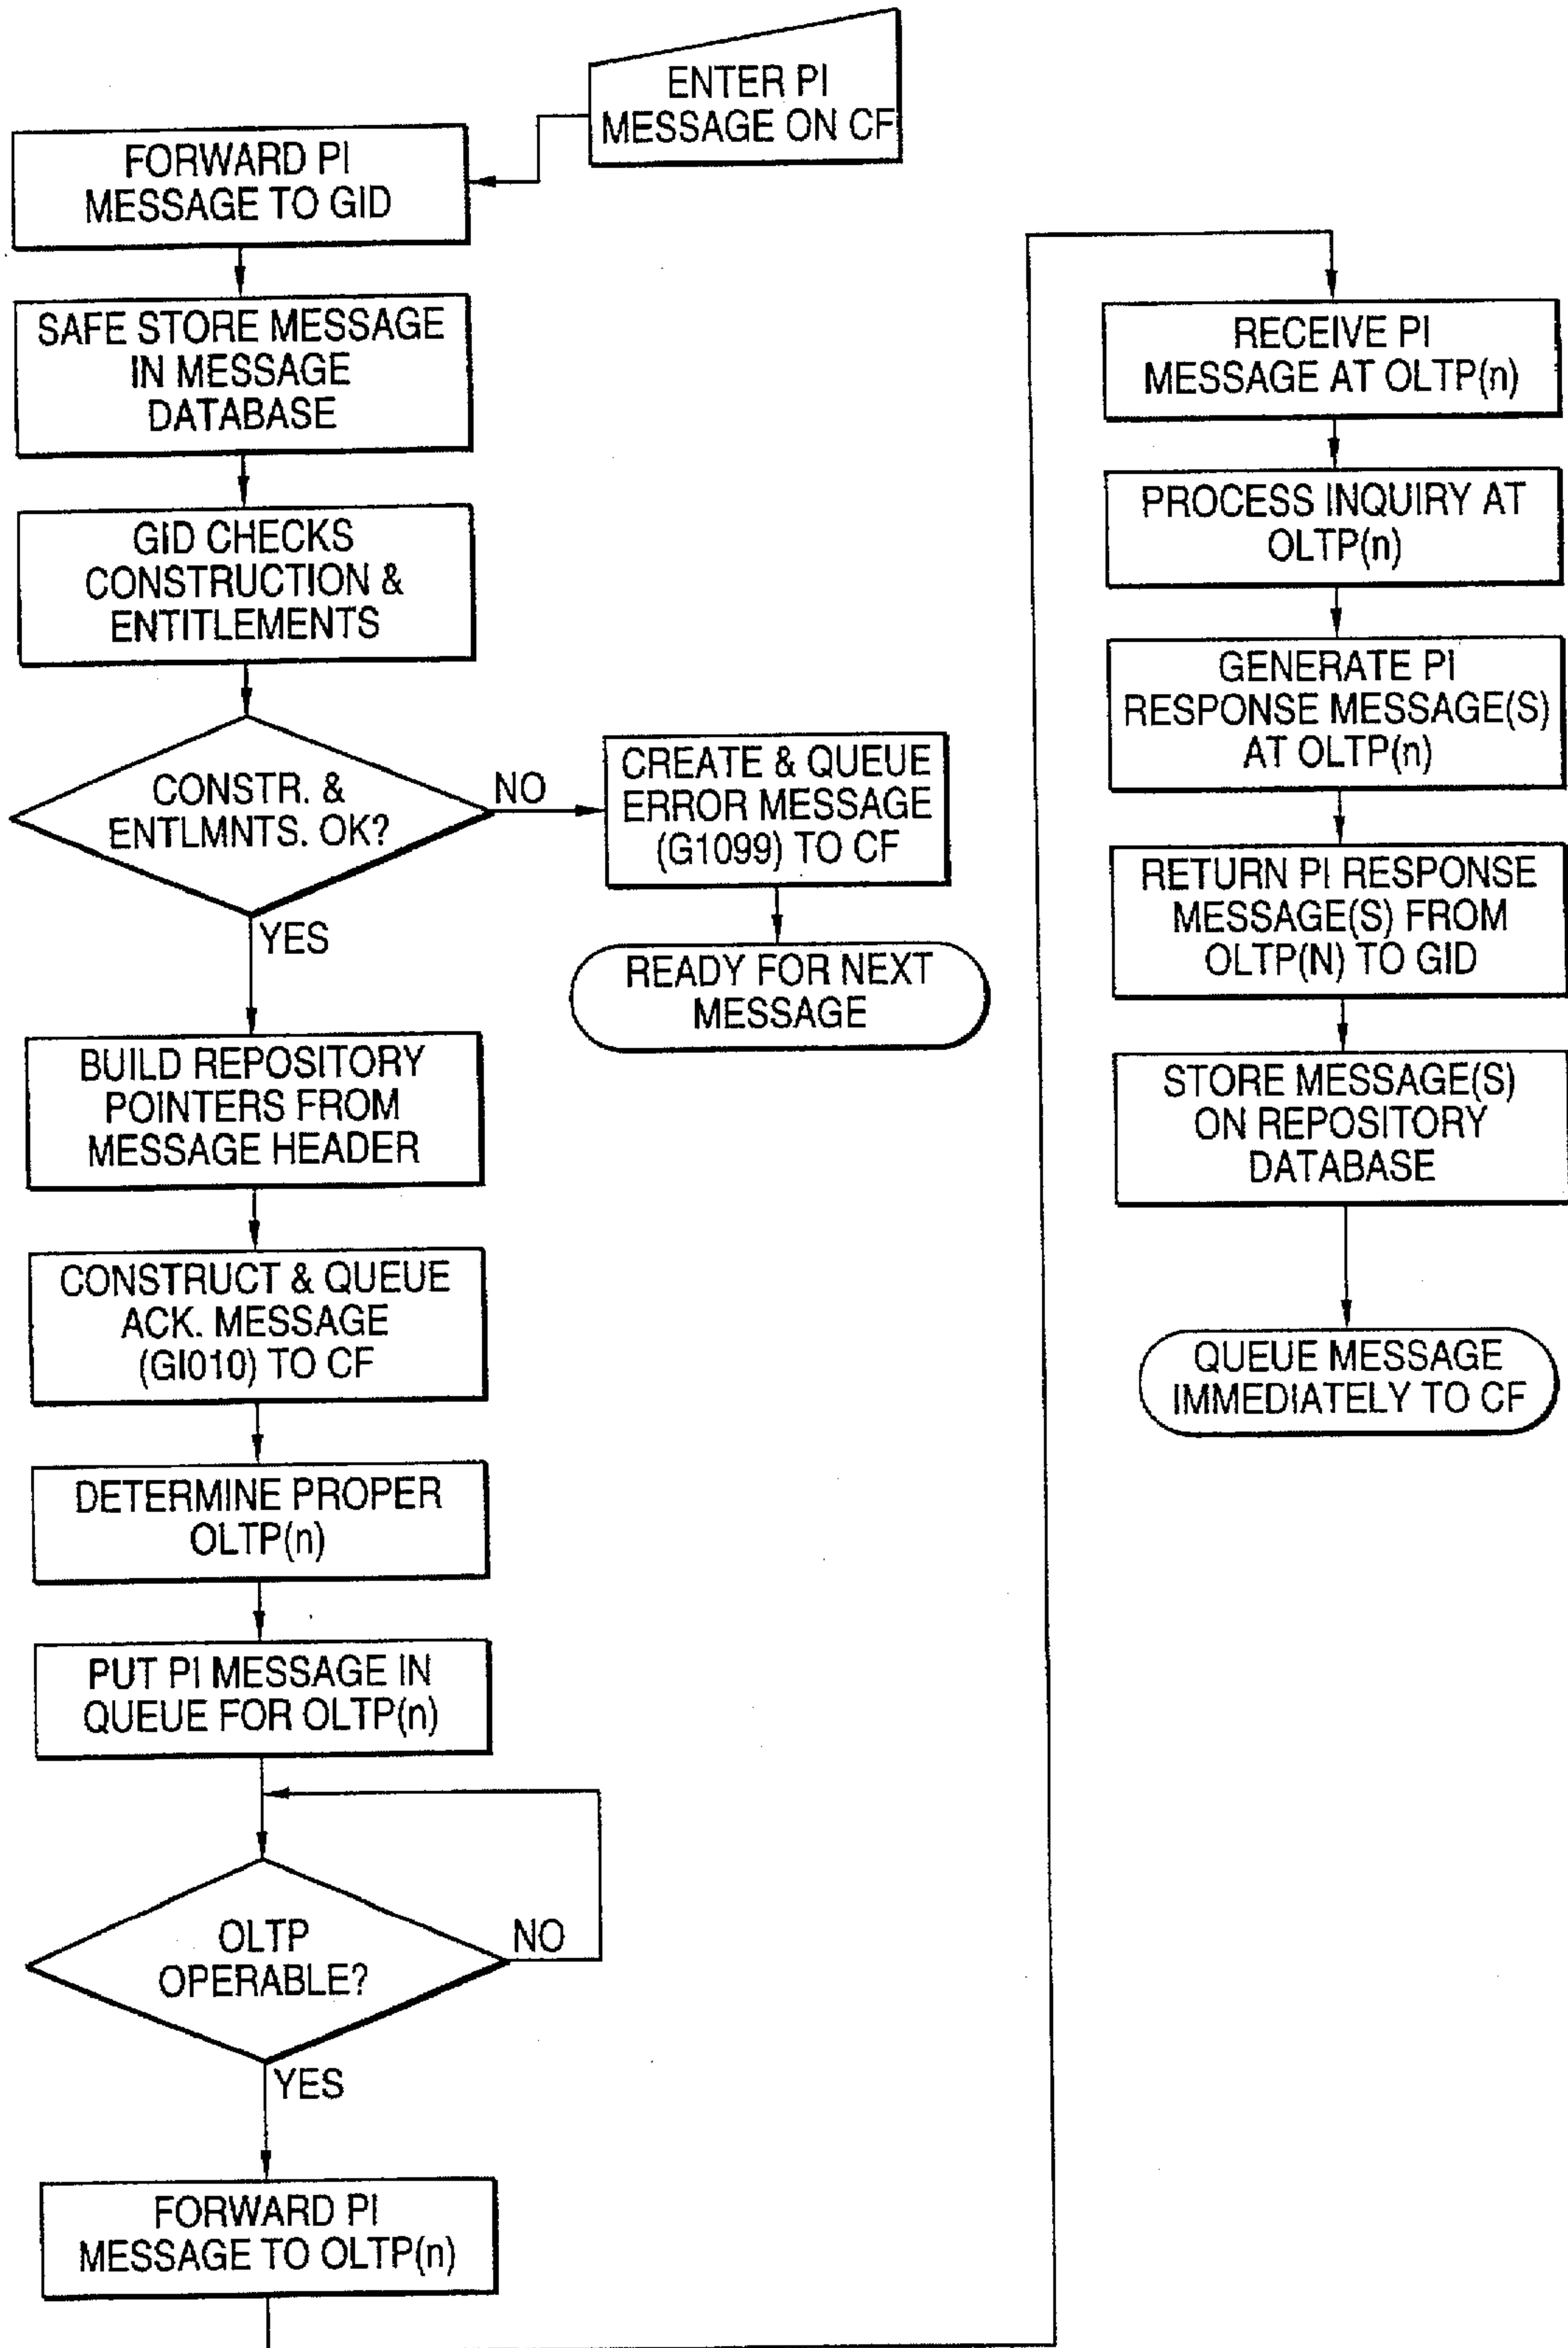 ENTER PI
MESSAGE ON CF
FORWARD PI
MESSAGE TO GID
SAFE STORE MESSAGE
IN MESSAGE
DATABASE
GID CHECKS
CONSTRUCTION &
ENTITLEMENTS
CONSTR. &
ENTLMNTS. OK?
NO
CREATE & QUEUE
ERROR MESSAGE
(G1099) TO CF
READY FOR NEXT
MESSAGE
YES
BUILD REPOSITORY
POINTERS FROM
MESSAGE HEADER
CONSTRUCT & QUEUE
ACK. MESSAGE
(GI010) TO CF
DETERMINE PROPER
OLTP(n)
PUT PI MESSAGE IN
QUEUE FOR OLTP(n)
OLTP
OPERABLE?
NO
YES
FORWARD PI
MESSAGE TO OLTP(n)
RECEIVE PI
MESSAGE AT OLTP(n)
PROCESS INQUIRY AT
OLTP(n)
GENERATE PI
RESPONSE MESSAGE(S)
AT OLTP(n)
RETURN PI RESPONSE
MESSAGE(S) FROM
OLTP(N) TO GID
STORE MESSAGE(S)
ON REPOSITORY
DATABASE
QUEUE MESSAGE
IMMEDIATELY TO CF